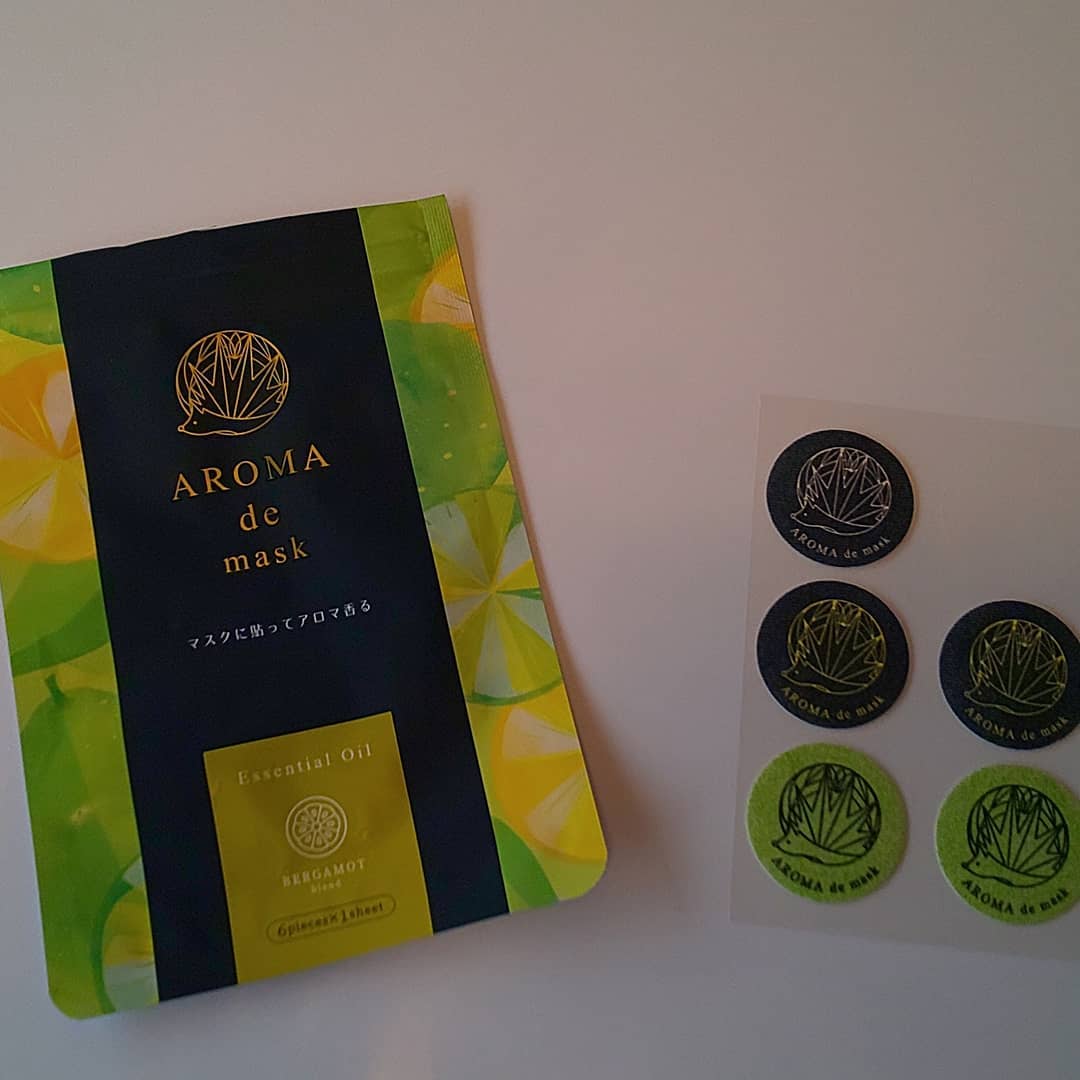 AROMA
de
mask
マスクに貼ってアロマ香る
Essential Oil
BERGAMOT
blend
6pieces×1sheet
AROMA de mask
AROMA de mask
AROMA de mask
AROMA de mask
AROMA de mask